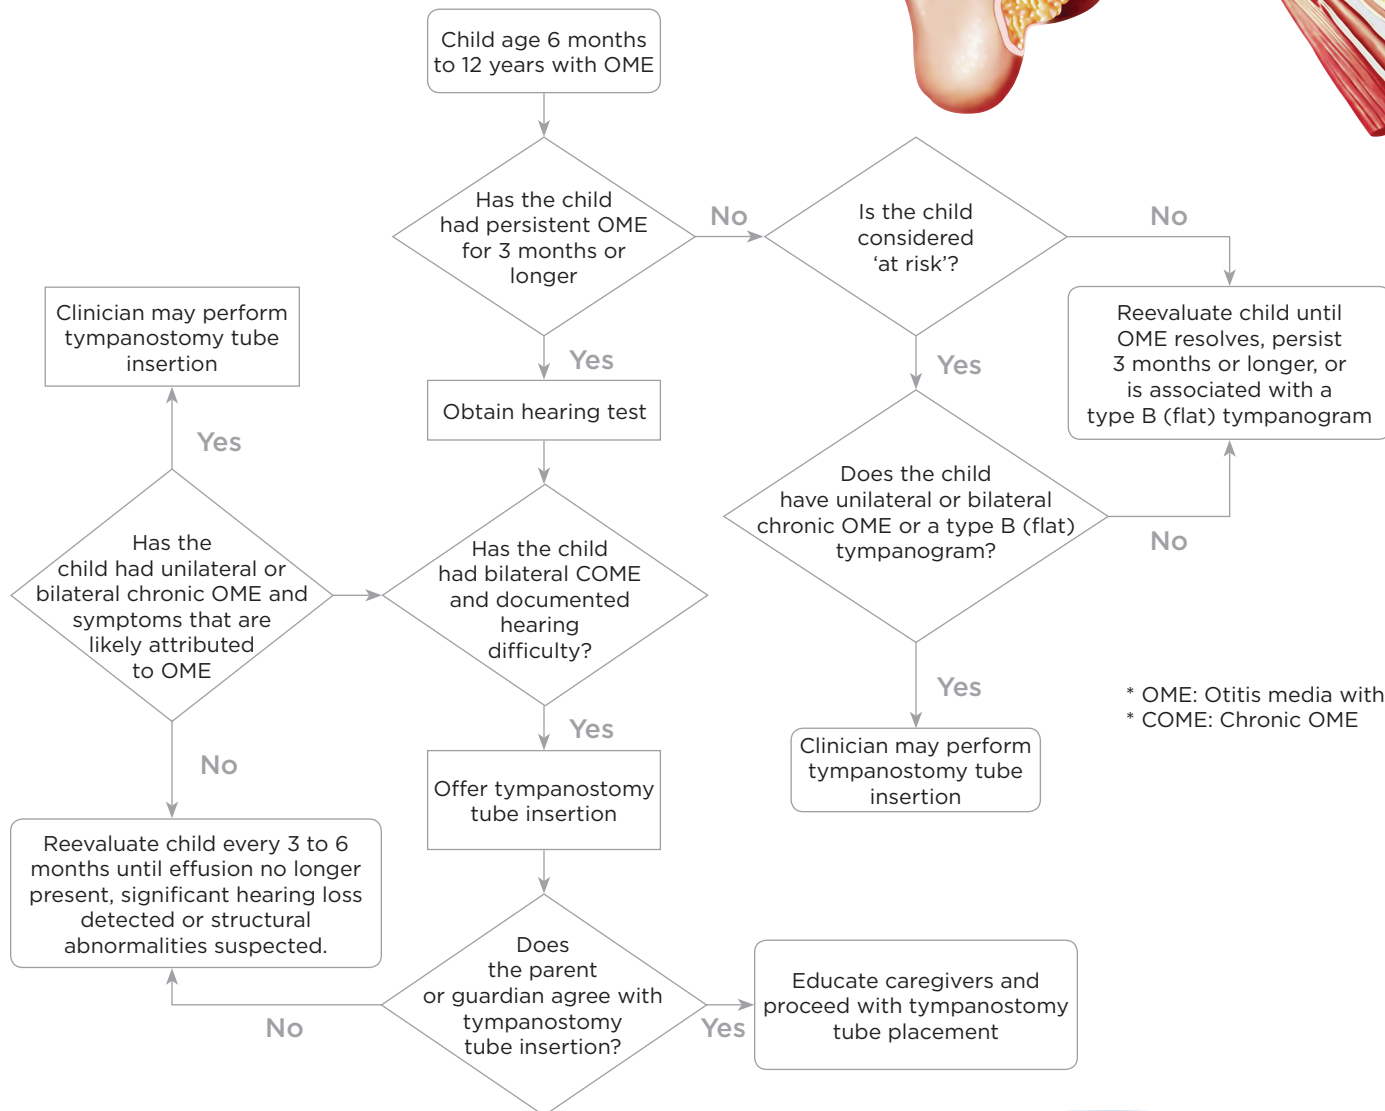 Child age 6 months
to 12 years with OME
Has the child
had persistent OME
for 3 months or
longer
No
Is the child
considered
‘at risk’?
No
Clinician may perform
tympanostomy tube
insertion
Yes
Obtain hearing test
Yes
Reevaluate child until
OME resolves, persist
3 months or longer, or
is associated with a
type B (flat) tympanogram
Yes
Has the
child had unilateral or
bilateral chronic OME and
symptoms that are
likely attributed
to OME
Has the child
had bilateral COME
and documented
hearing
difficulty?
Does the child
have unilateral or bilateral
chronic OME or a type B (flat)
tympanogram?
No
Yes
* OME: Otitis media with
* COME: Chronic OME
No
Yes
Offer tympanostomy
tube insertion
Clinician may perform
tympanostomy tube
insertion
Reevaluate child every 3 to 6
months until effusion no longer
present, significant hearing loss
detected or structural
abnormalities suspected.
No
Does
the parent
or guardian agree with
tympanostomy
tube insertion?
Yes
Educate caregivers and
proceed with tympanostomy
tube placement